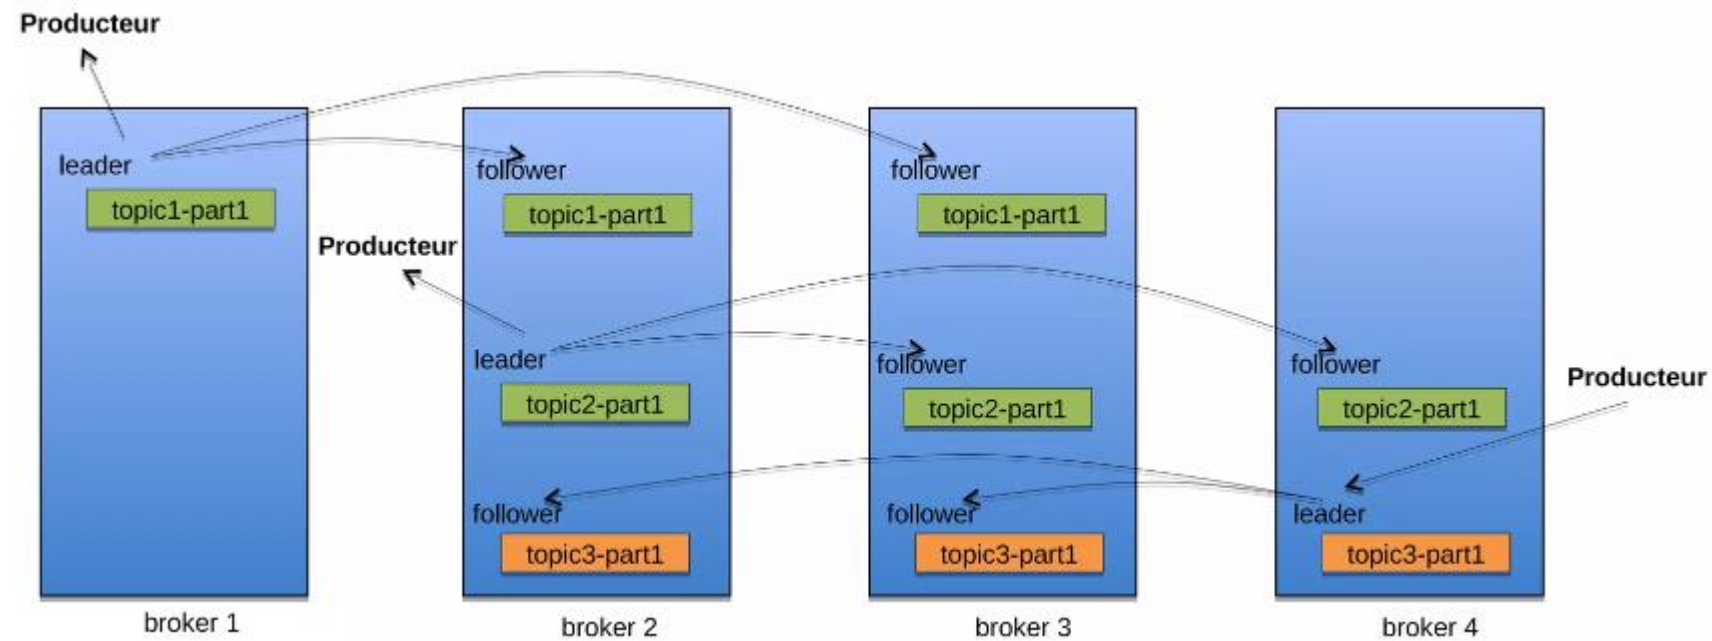 Producteur
leader
follower
follower
topic1-part1
topic1-part1
topic1-part1
Producteur
leader
follower
follower
Producteur
topic2-part1
topic2-part1
topic2-part1
follower
follower
leader
topic3-part1
topic3-part1
topic3-part1
broker 1
broker 2
broker 3
broker 4